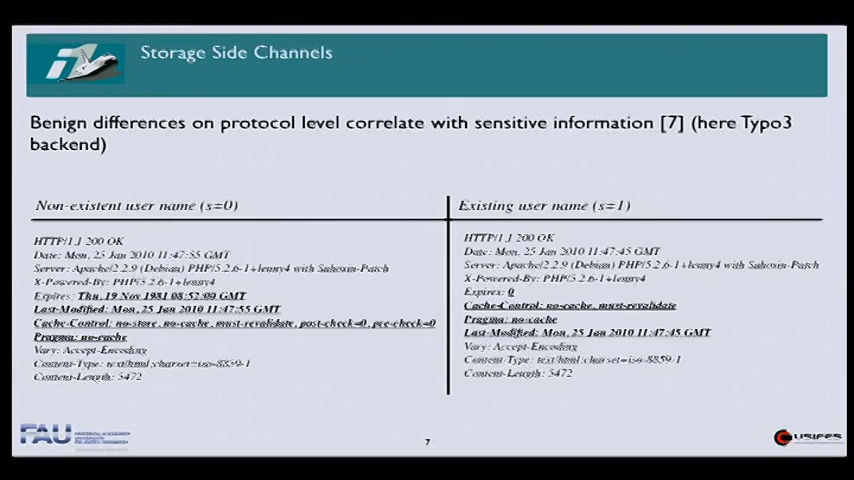 Storage Side Channels
Benign differences on protocol level correlate with sensitive information [7] (here Typo3
backend)
Non-existent user name (s=0)
HTTP/1.1 200 OK
Date: Mon, 25 Jan 2010 11:47:55 GMT
Server: Apache/2.2.9 (Debian) PHP/5.2.6-1+lenny4 with Suhosin-Patch
X-Powered-By: PHP/5.2.6-1+lenny4
Expires: Thu, 19 Nov 1981 08:52:00 GMT
Last-Modified: Mon, 25 Jan 2010 11:47:55 GMT
Cache-Control: no-store, no-cache, must-revalidate, post-check=0, pre-check=0
Pragma: no-cache
Vary: Accept-Encoding
Content-Type: text/html;charset=iso-8859-1
Content-Length: 5472
Existing user name (s=1)
HTTP/1.1 200 OK
Date: Mon, 25 Jan 2010 11:47:45 GMT
Server: Apache/2.2.9 (Debian) PHP/5.2.6-1+lenny4 with Suhosin-Patch
X-Powered-By: PHP/5.2.6-1+lenny4
Expires: 0
Cache-Control: no-cache, must-revalidate
Pragma: no-cache
Last-Modified: Mon, 25 Jan 2010 11:47:45 GMT
Vary: Accept-Encoding
Content-Type: text/html;charset=iso-8859-1
Content-Length: 5472
FAU
7